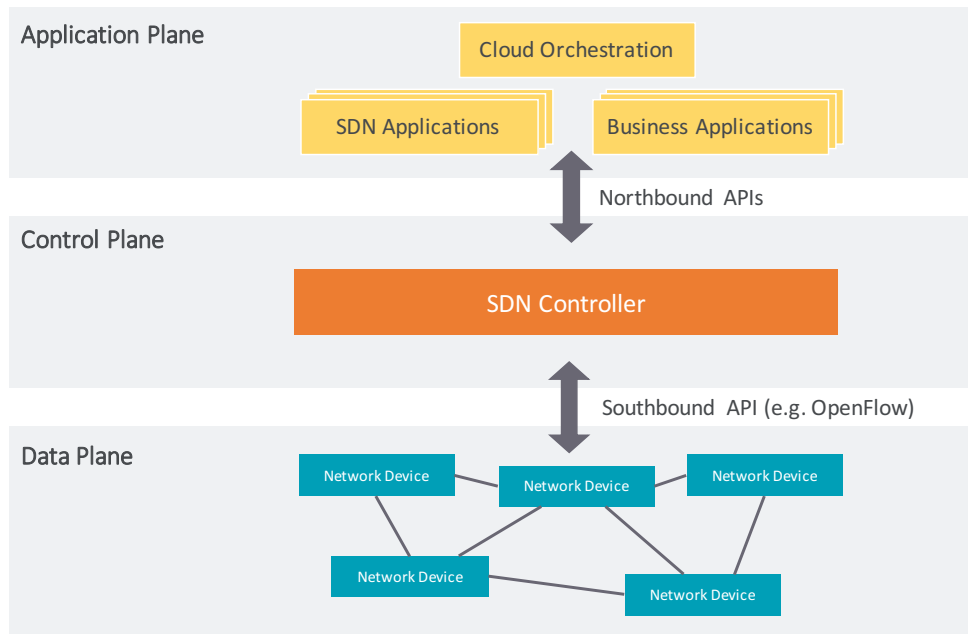 Application Plane
Cloud Orchestration
SDN Applications
Business Applications
Northbound APIs
Control Plane
SDN Controller
Southbound API (e.g. OpenFlow)
Data Plane
Network Device
Network Device
Network Device
Network Device
Network Device